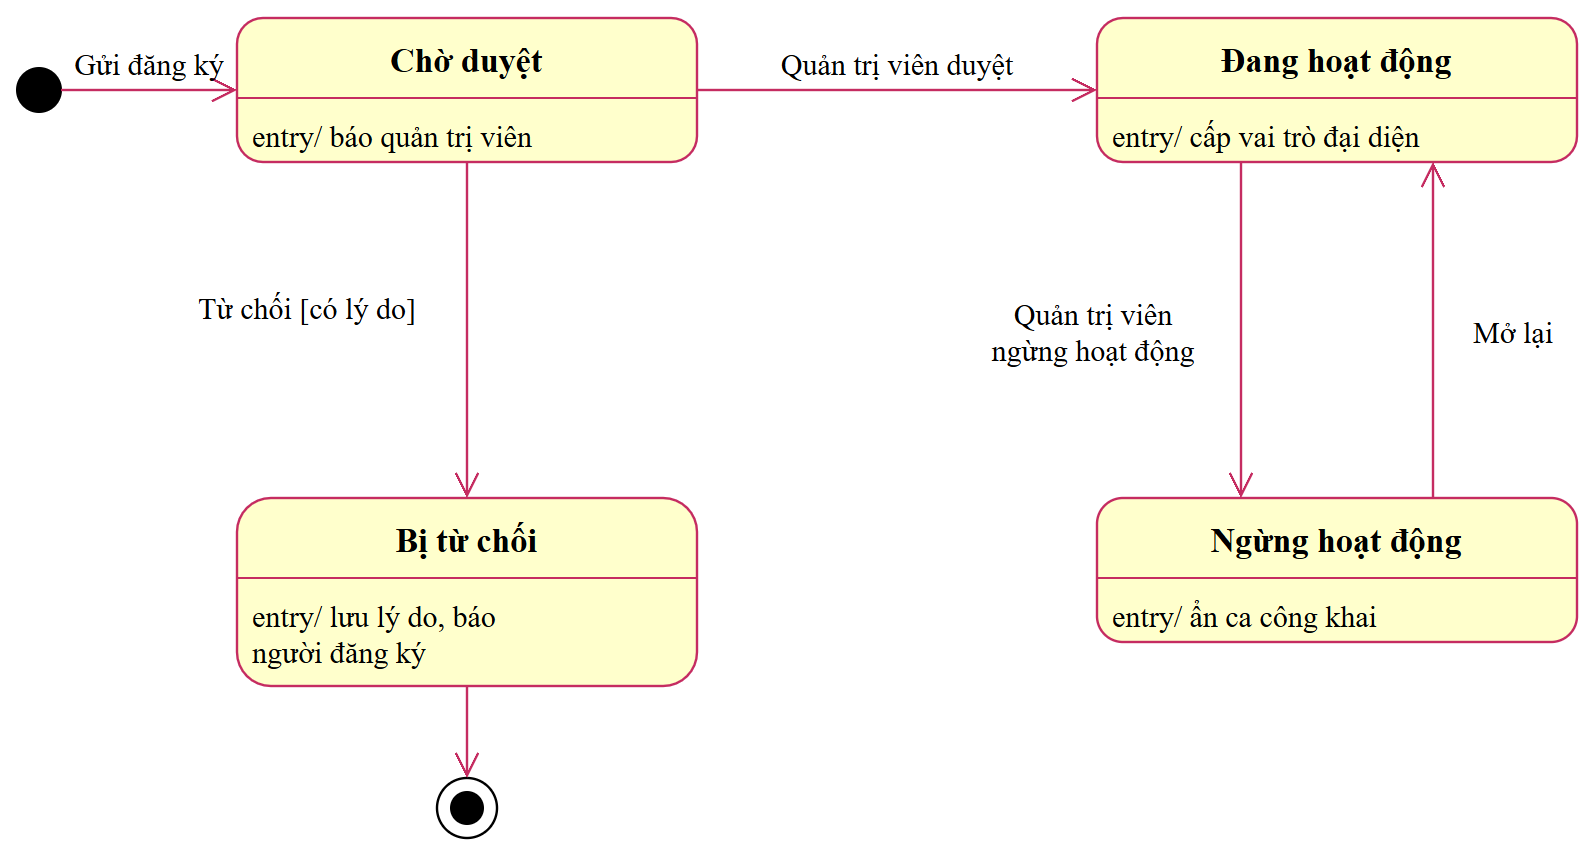 Gửi đăng ký
Chờ duyệt
entry/ báo quản trị viên
Quản trị viên duyệt
Đang hoạt động
entry/ cấp vai trò đại diện
Từ chối [có lý do]
Quản trị viên
ngừng hoạt động
Mở lại
Bị từ chối
entry/ lưu lý do, báo
người đăng ký
Ngừng hoạt động
entry/ ẩn ca công khai